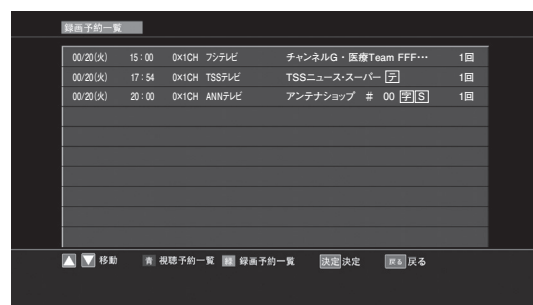 録画予約一覧
00/20(火) 15:00 0×1CH フジテレビ チャンネルG・医療Team FFF… 1回
00/20(火) 17:54 0×1CH TSSテレビ TSSニュース・スーパー テ 1回
00/20(火) 20:00 0×1CH ANNテレビ アンテナショップ # 00 字 S 1回
移動 青 視聴予約一覧 緑 録画予約一覧 決定 決定 戻る 戻る